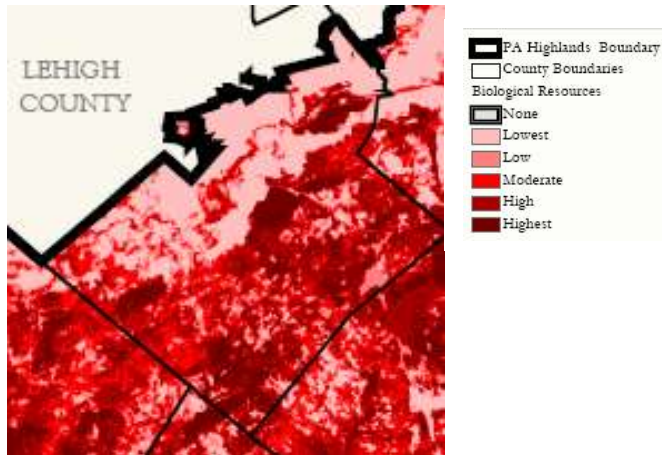 LEHIGH
COUNTY
PA Highlands Boundary
County Boundaries
Biological Resources
None
Lowest
Low
Moderate
High
Highest